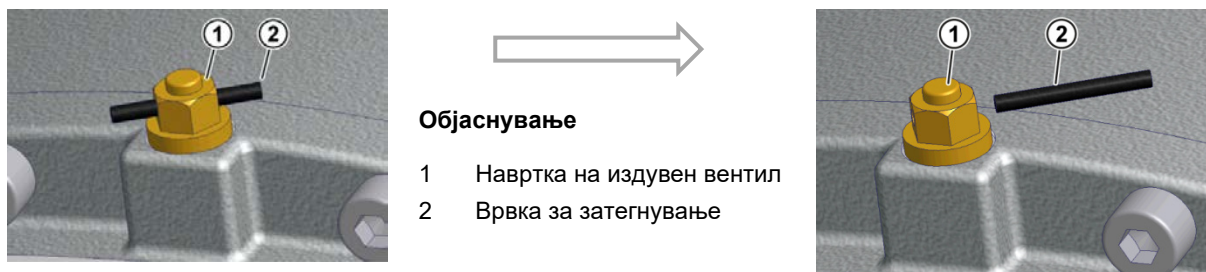 1 2
Објаснување
1 Навртка на издувен вентил
2 Врвка за затегнување
1 2